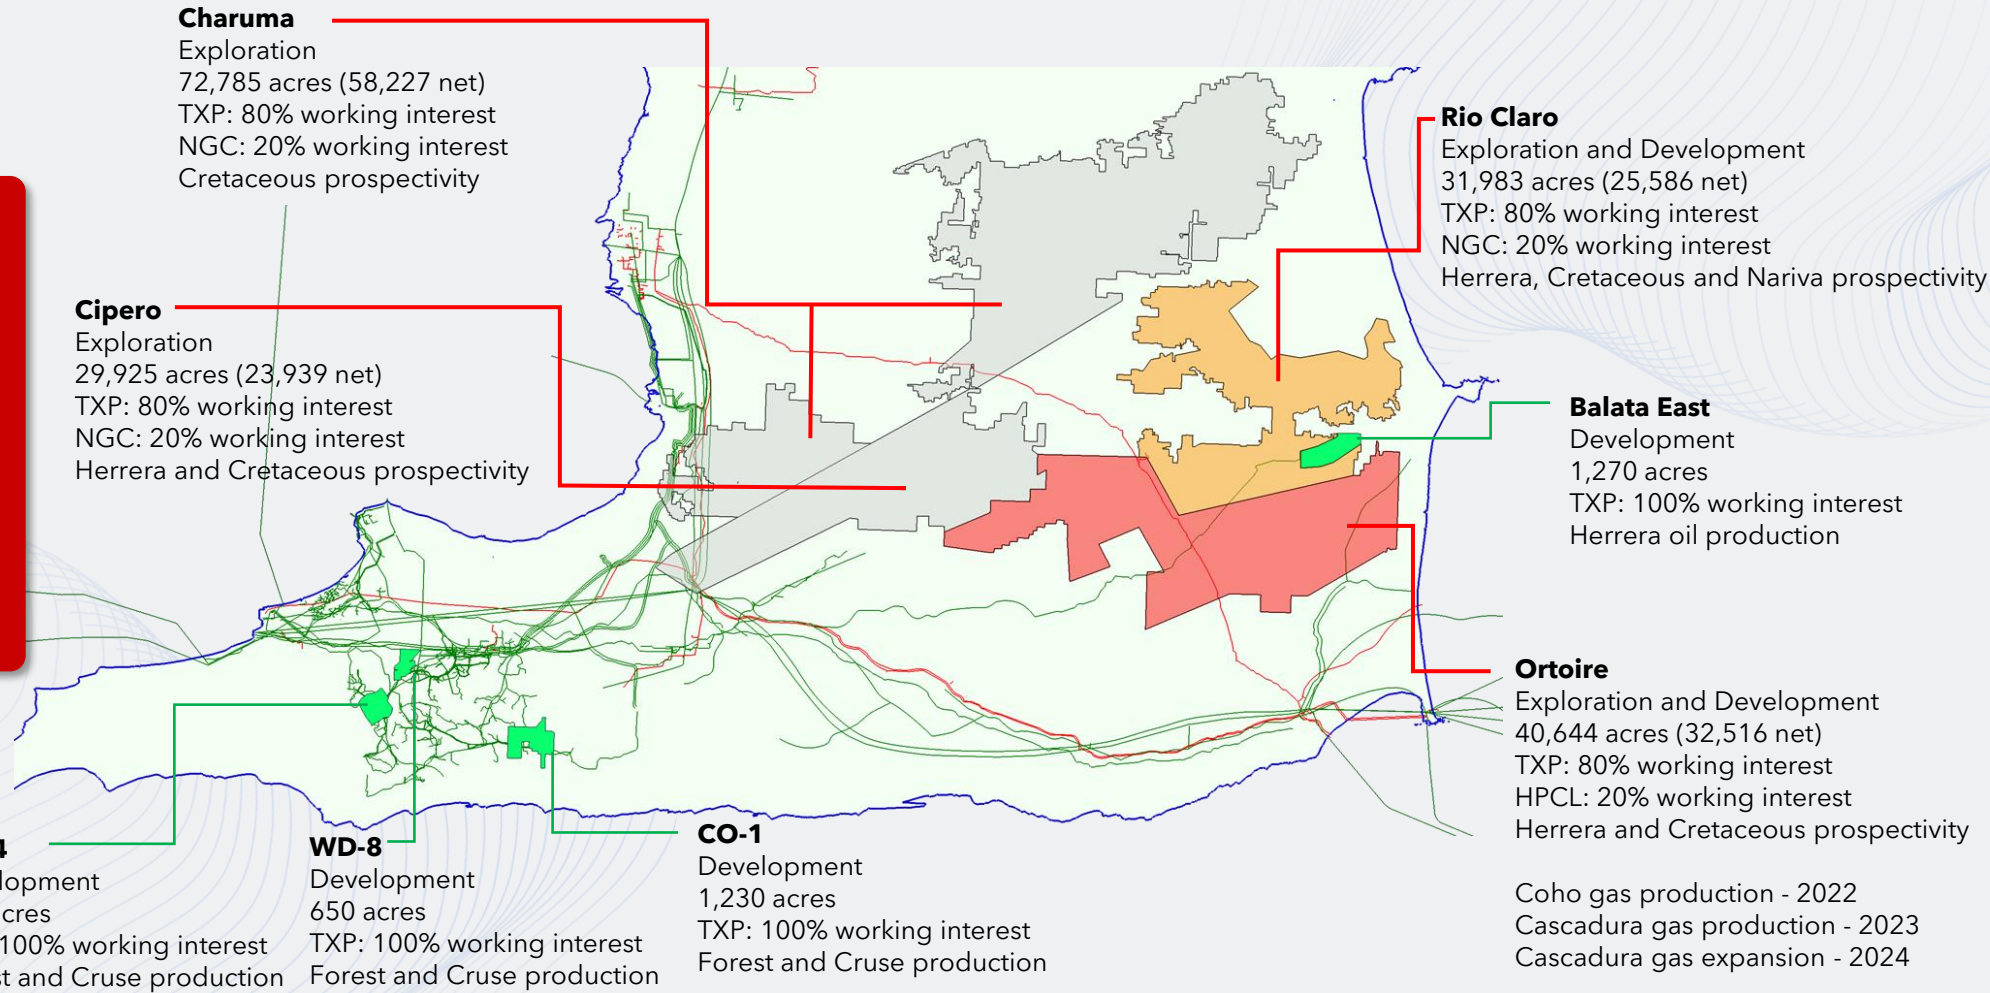 Charuma
Exploration
72,785 acres (58,227 net)
TXP: 80% working interest
NGC: 20% working interest
Cretaceous prospectivity
Rio Claro
Exploration and Development
31,983 acres (25,586 net)
TXP: 80% working interest
NGC: 20% working interest
Herrera, Cretaceous and Nariva prospectivity
Cipero
Exploration
29,925 acres (23,939 net)
TXP: 80% working interest
NGC: 20% working interest
Herrera and Cretaceous prospectivity
Balata East
Development
1,270 acres
TXP: 100% working interest
Herrera oil production
Ortoire
Exploration and Development
40,644 acres (32,516 net)
TXP: 80% working interest
HPCL: 20% working interest
Herrera and Cretaceous prospectivity
Coho gas production - 2022
Cascadura gas production - 2023
Cascadura gas expansion - 2024
4
lopment
cres
100% working interest
st and Cruse production
WD-8
Development
650 acres
TXP: 100% working interest
Forest and Cruse production
CO-1
Development
1,230 acres
TXP: 100% working interest
Forest and Cruse production